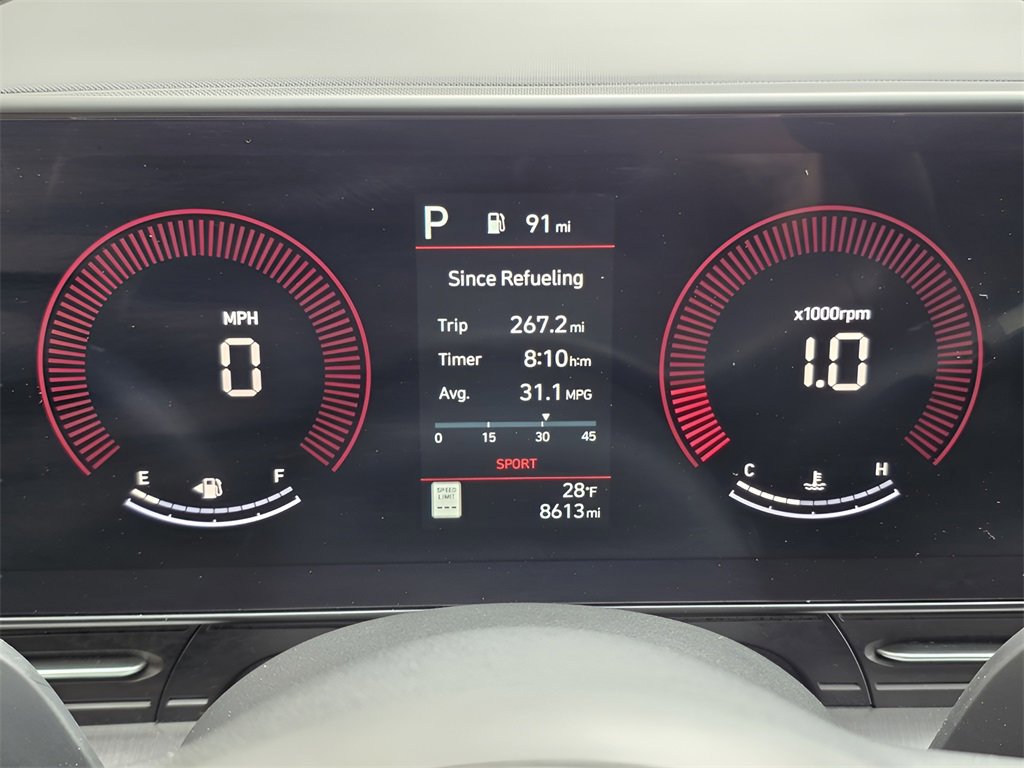 P 91 mi
Since Refueling
Trip 267.2 mi
Timer 8:10 h:m
Avg. 31.1 MPG
0 15 30 45
SPORT
SPEED LIMIT
---
28°F
8613 mi
MPH
0
E F
x1000rpm
1.0
C H